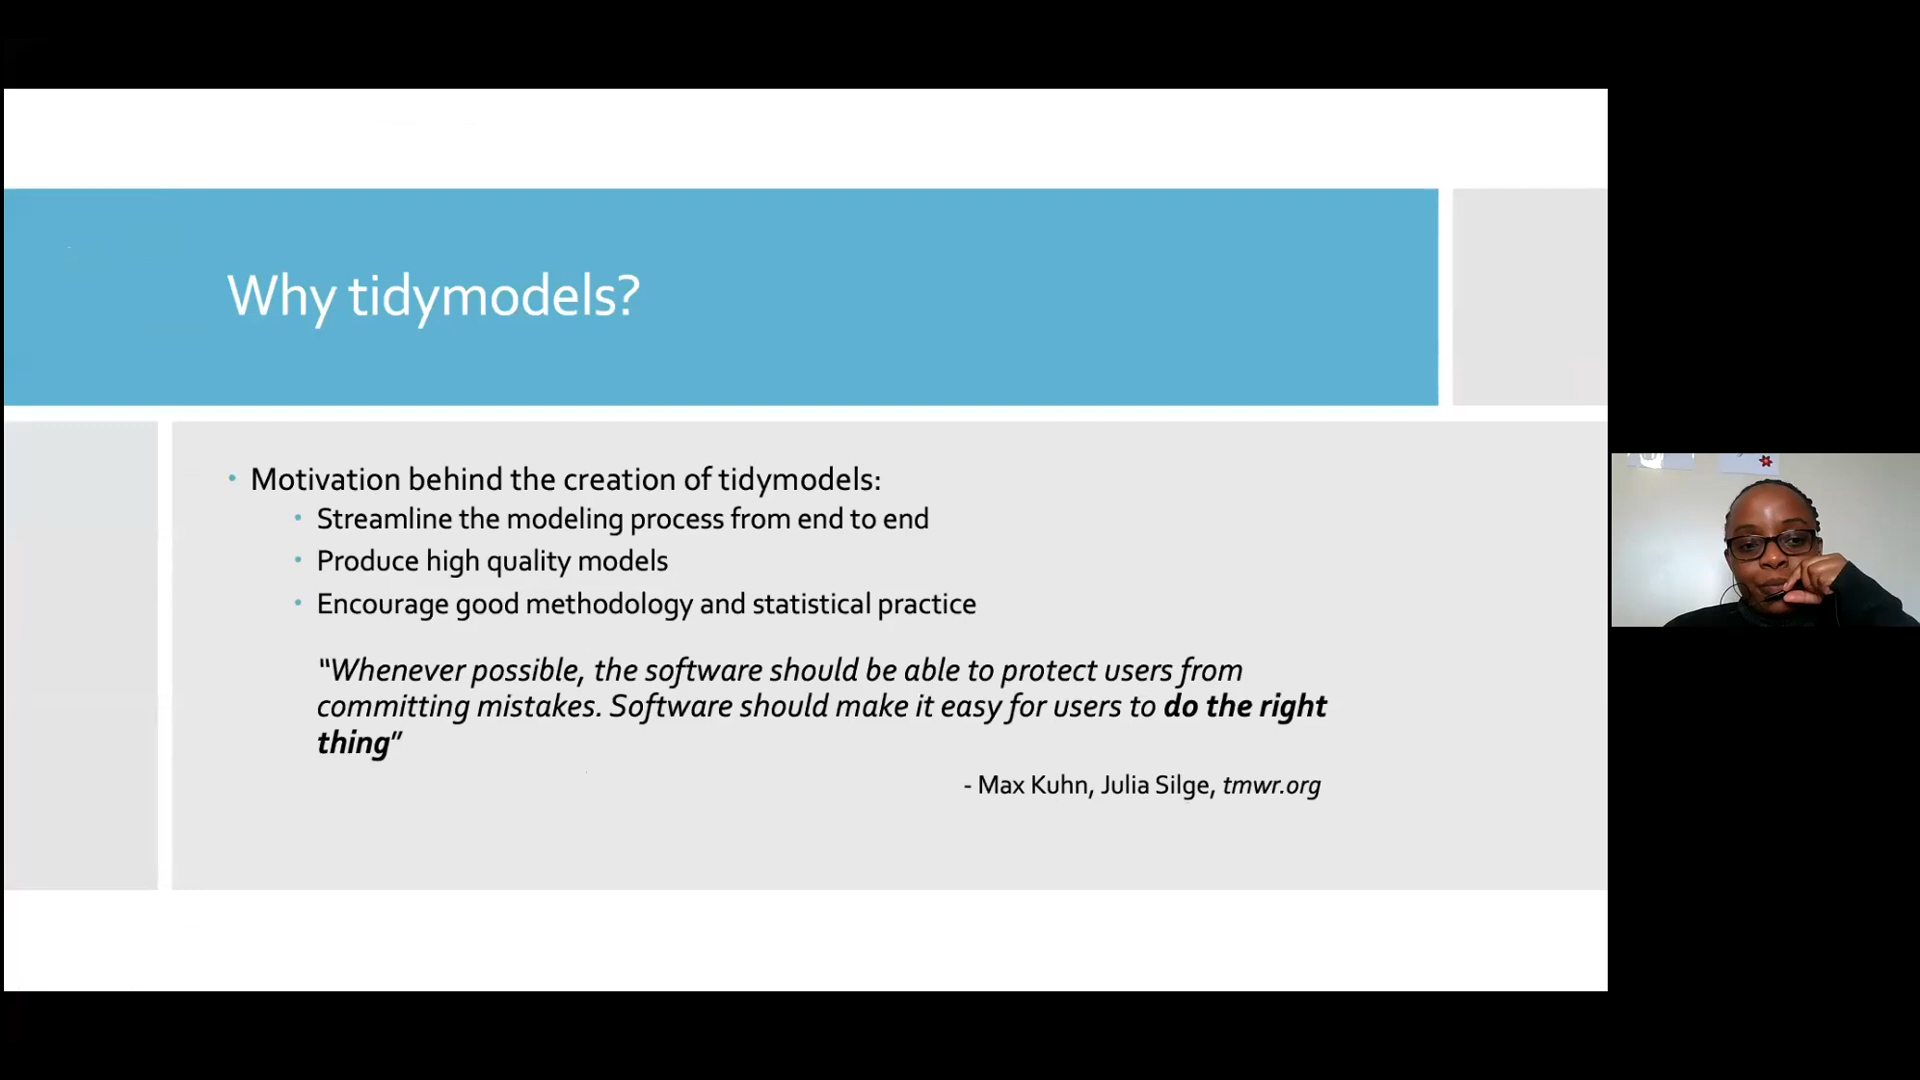 Why tidymodels?
• Motivation behind the creation of tidymodels:
• Streamline the modeling process from end to end
• Produce high quality models
• Encourage good methodology and statistical practice
“Whenever possible, the software should be able to protect users from
committing mistakes. Software should make it easy for users to do the right
thing”
- Max Kuhn, Julia Silge, tmwr.org